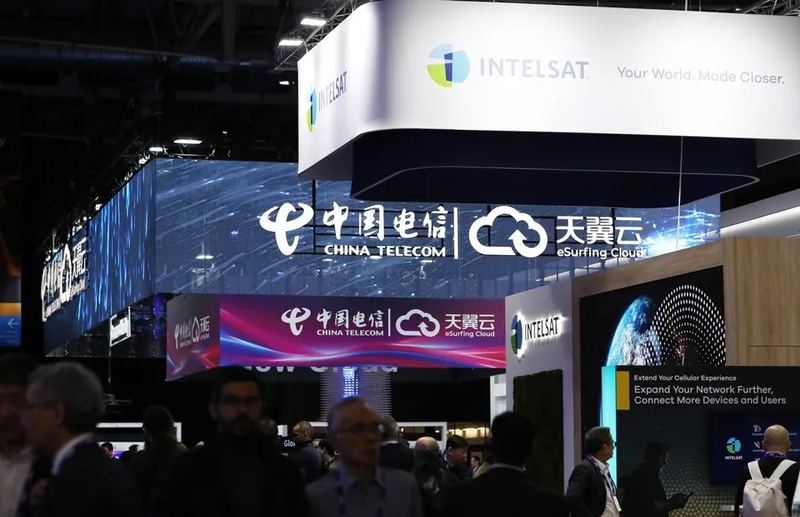 INTELSAT
INTELSAT Your World. Made Closer.
中国电信 天翼云
CHINA TELECOM eSurfing Cloud
中国电信 天翼云
CHINA TELECOM eSurfing Cloud
INTELSAT
Extend Your Cellular Experience
Expand Your Network Further,
Connect More Devices and Users
INTELSAT